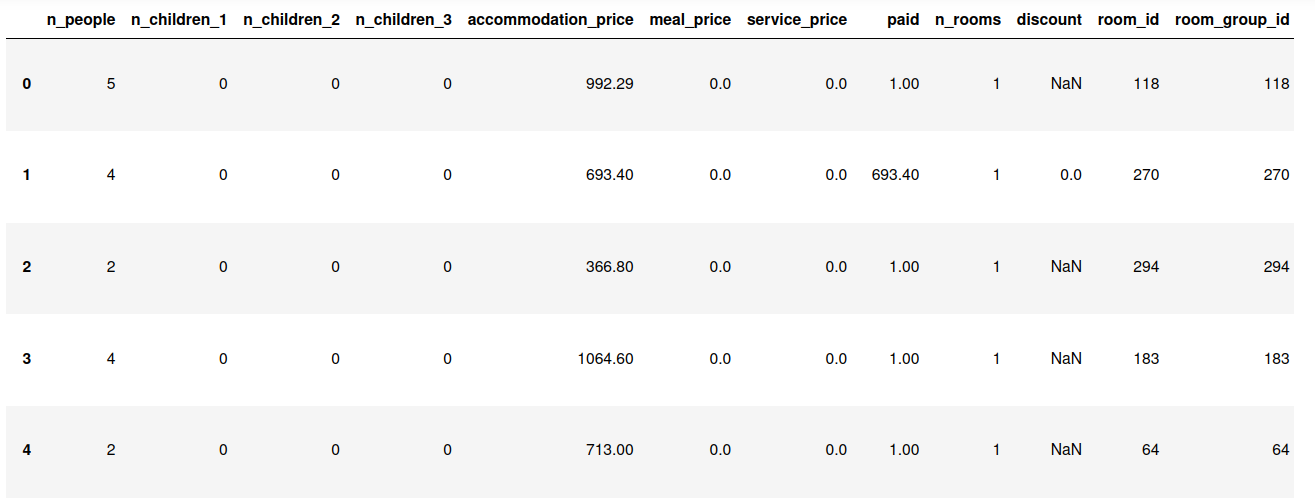 n_people n_children_1 n_children_2 n_children_3 accommodation_price meal_price service_price paid n_rooms discount room_id room_group_id
0 5 0 0 0 992.29 0.0 0.0 1.00 1 NaN 118 118
1 4 0 0 0 693.40 0.0 0.0 693.40 1 0.0 270 270
2 2 0 0 0 366.80 0.0 0.0 1.00 1 NaN 294 294
3 4 0 0 0 1064.60 0.0 0.0 1.00 1 NaN 183 183
4 2 0 0 0 713.00 0.0 0.0 1.00 1 NaN 64 64